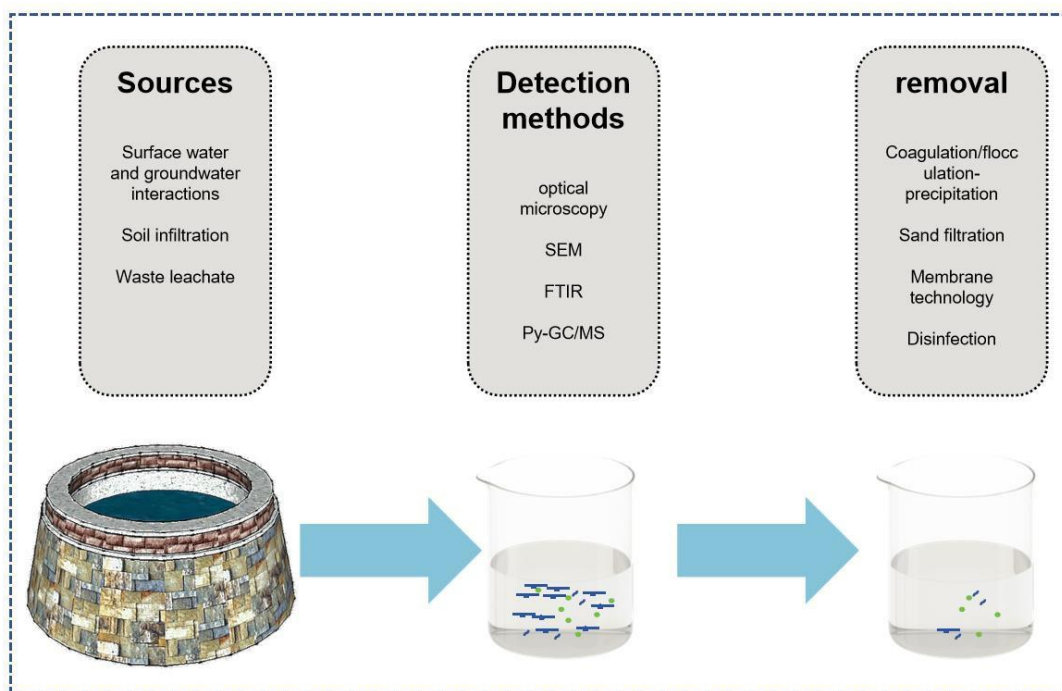 Sources
Surface water
and groundwater
interactions
Soil infiltration
Waste leachate
Detection
methods
optical
microscopy
SEM
FTIR
Py-GC/MS
removal
Coagulation/flocc
ulation-
precipitation
Sand filtration
Membrane
technology
Disinfection